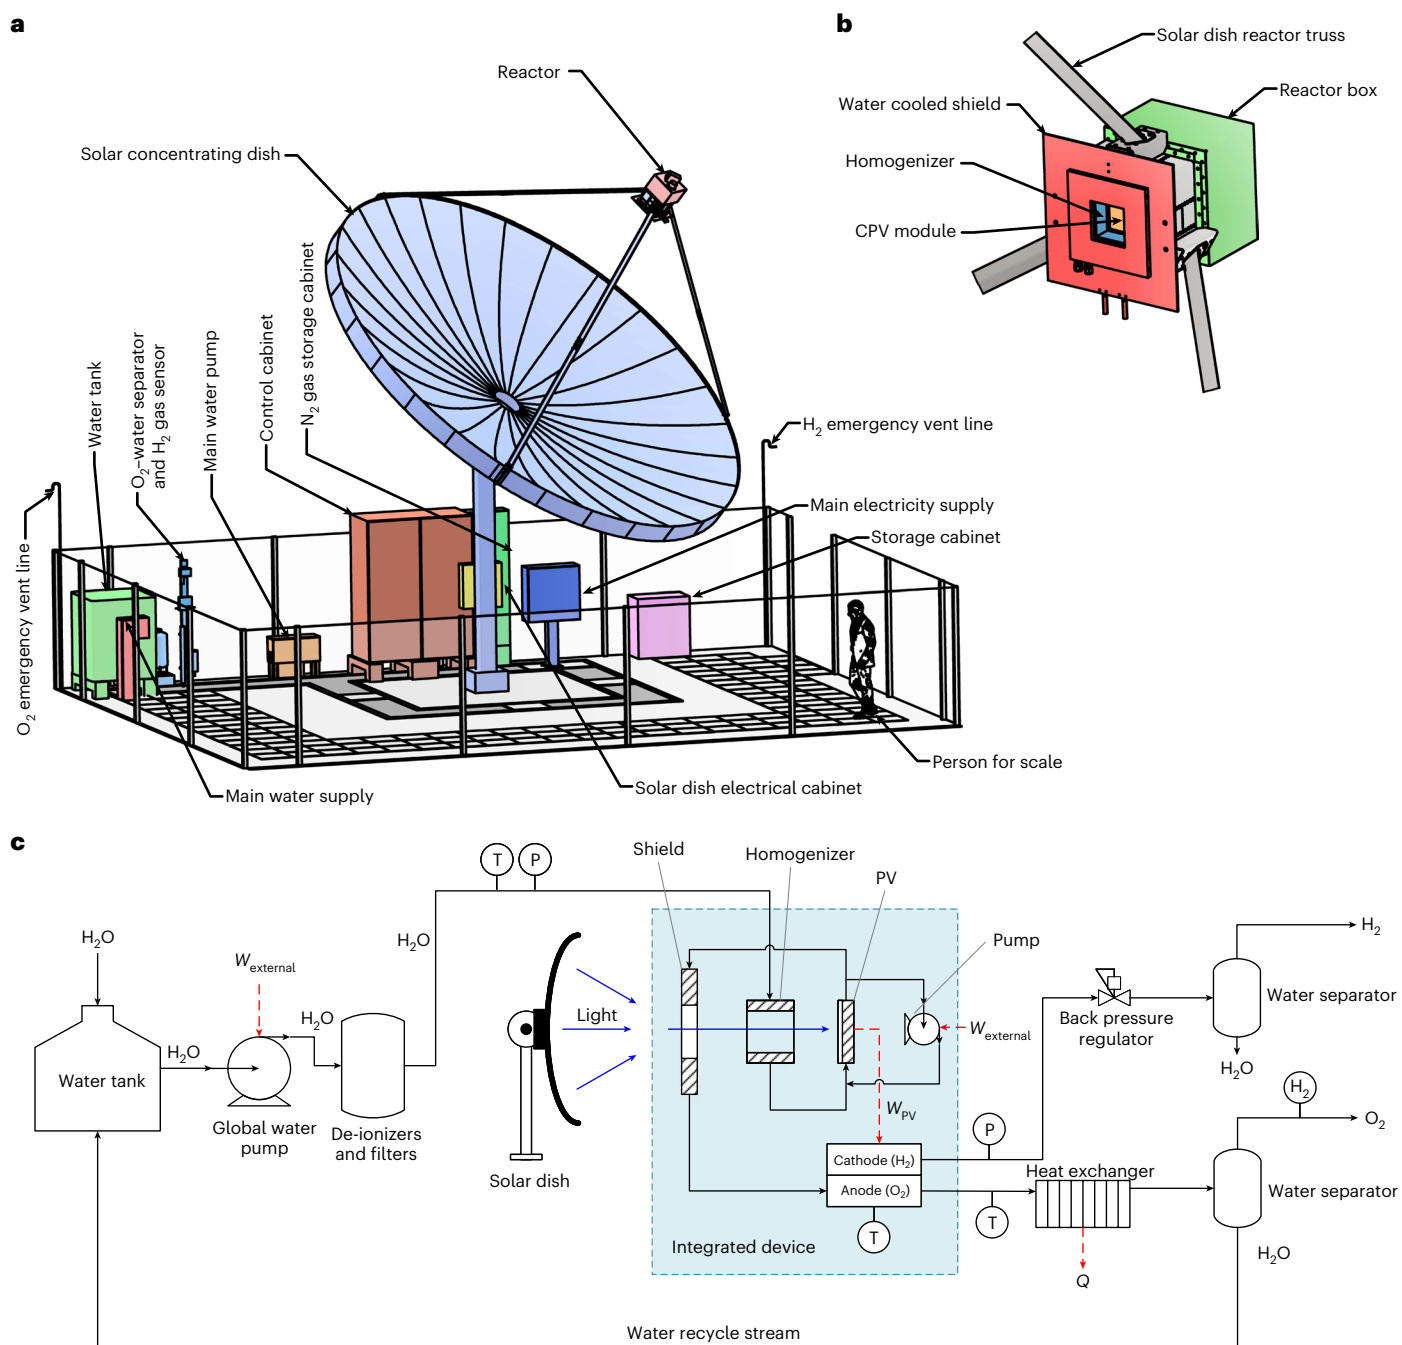 a
Reactor
Solar concentrating dish
Water tank
O2–water separator
and H2 gas sensor
Main water pump
Control cabinet
N2 gas storage cabinet
H2 emergency vent line
Main electricity supply
Storage cabinet
O2 emergency vent line
Person for scale
Solar dish electrical cabinet
Main water supply
b
Solar dish reactor truss
Reactor box
Water cooled shield
Homogenizer
CPV module
c
Shield
Homogenizer
PV
T
P
H2O
H2O
Wexternal
H2O
H2O
Water tank
Global water
pump
De-ionizers
and filters
Light
Solar dish
Pump
Wexternal
WPV
Cathode (H2)
Anode (O2)
T
Integrated device
P
T
Back pressure
regulator
H2
Water separator
H2O
H2
O2
Heat exchanger
Water separator
Q
H2O
Water recycle stream